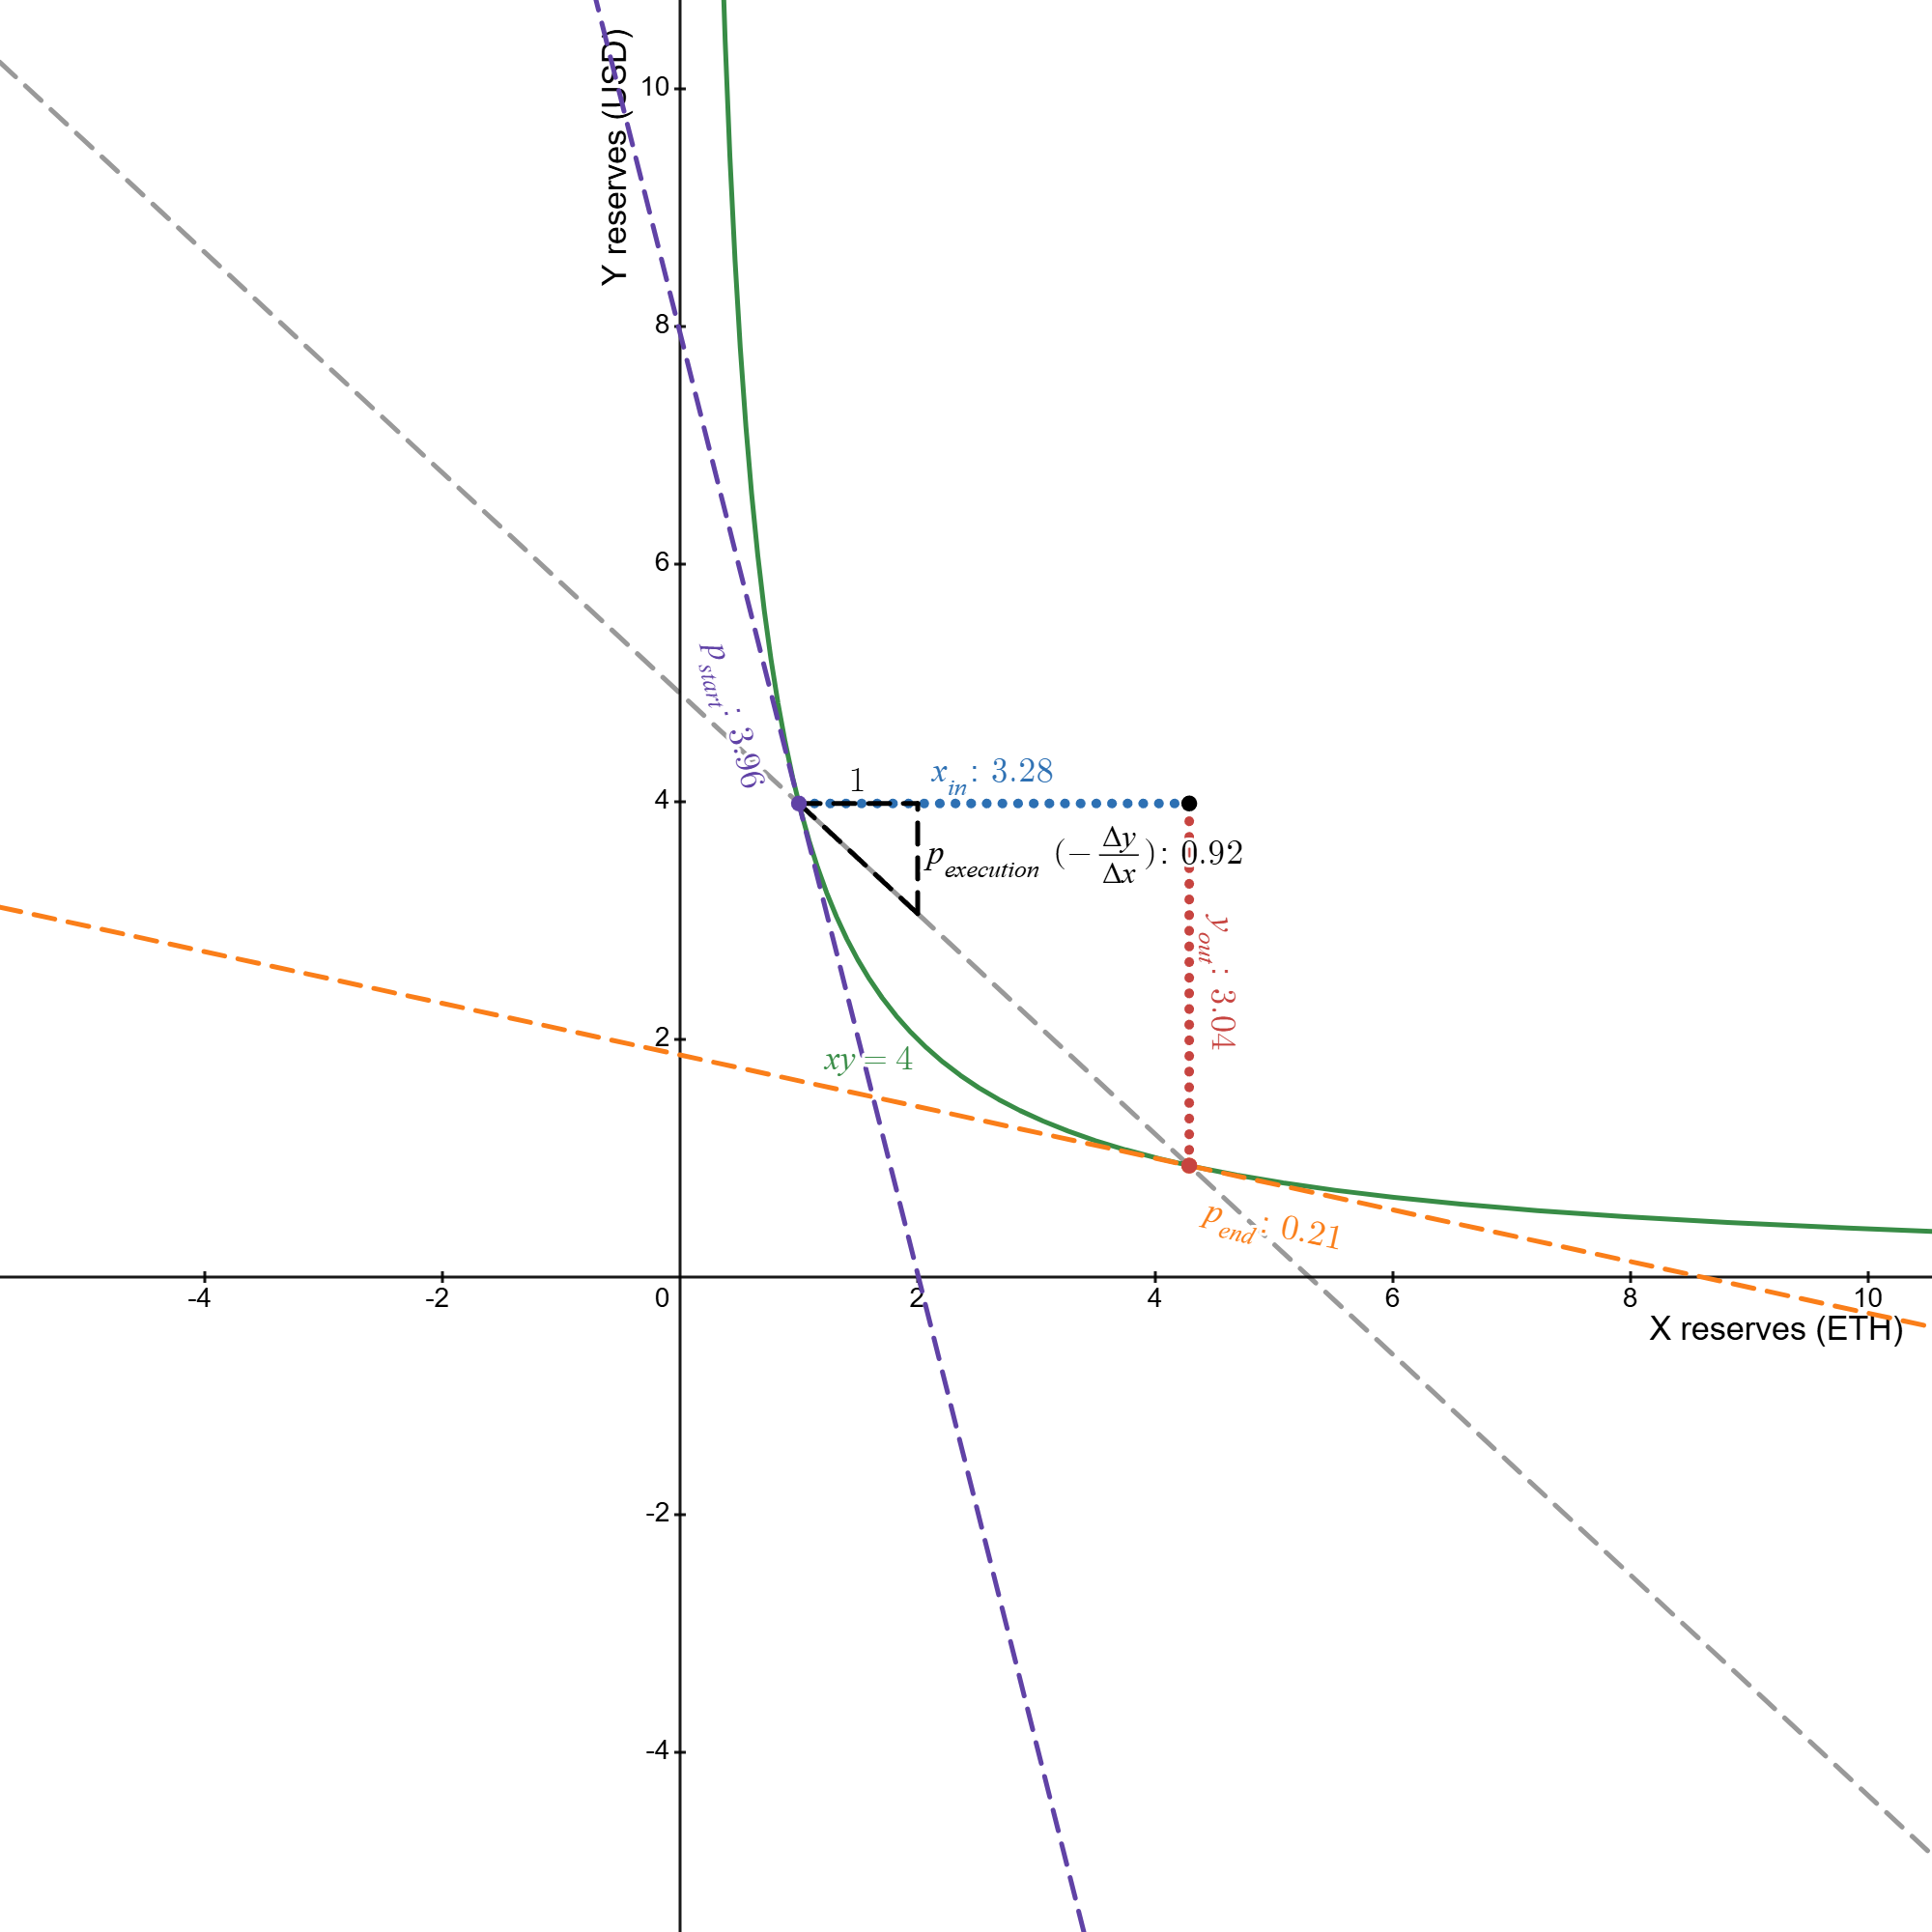 Y reserves (USD)
10
8
6
p_start : 3.96
1
x_in : 3.28
4
p_execution (− Δy/Δx) : 0.92
y_out : 3.04
2
xy = 4
p_end : 0.21
-4
-2
0
2
4
6
8
10
X reserves (ETH)
-2
-4